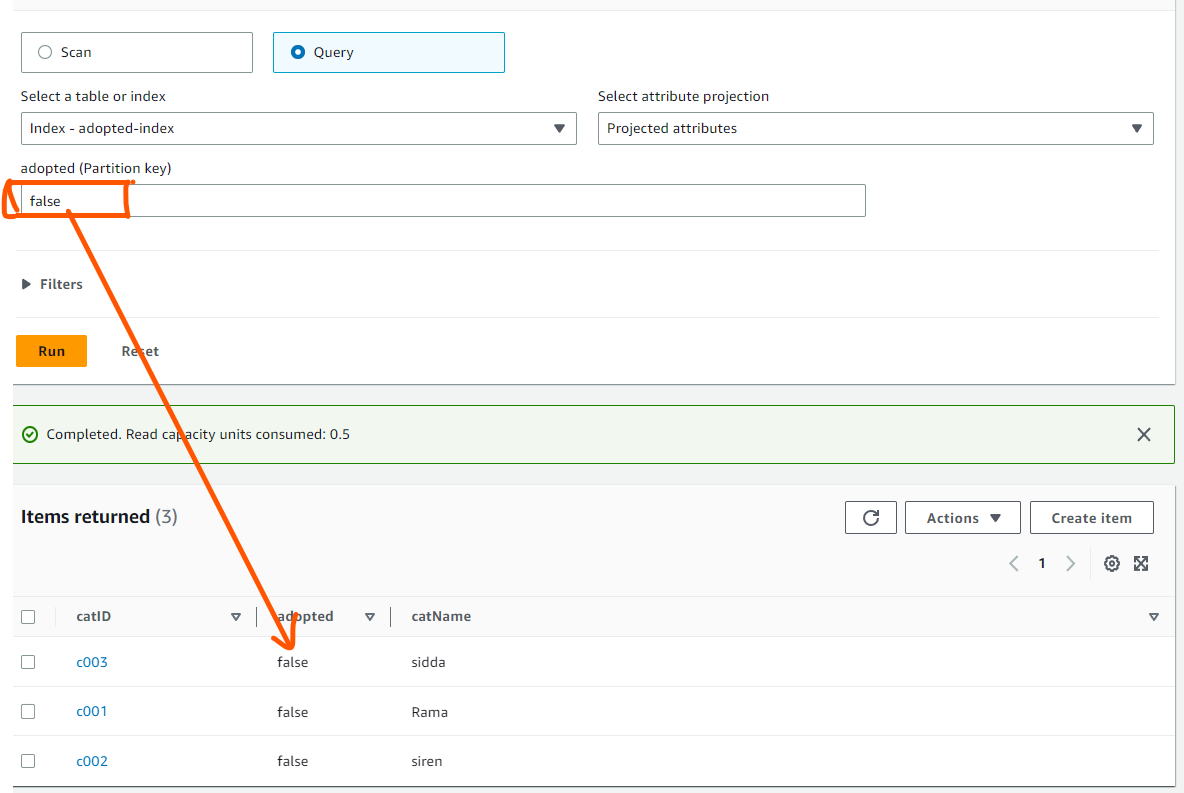 Scan Query
Select a table or index Select attribute projection
Index - adopted-index Projected attributes
adopted (Partition key)
false
Filters
Run Reset
Completed. Read capacity units consumed: 0.5
Items returned (3) Actions Create item
1
catID adopted catName
c003 false sidda
c001 false Rama
c002 false siren